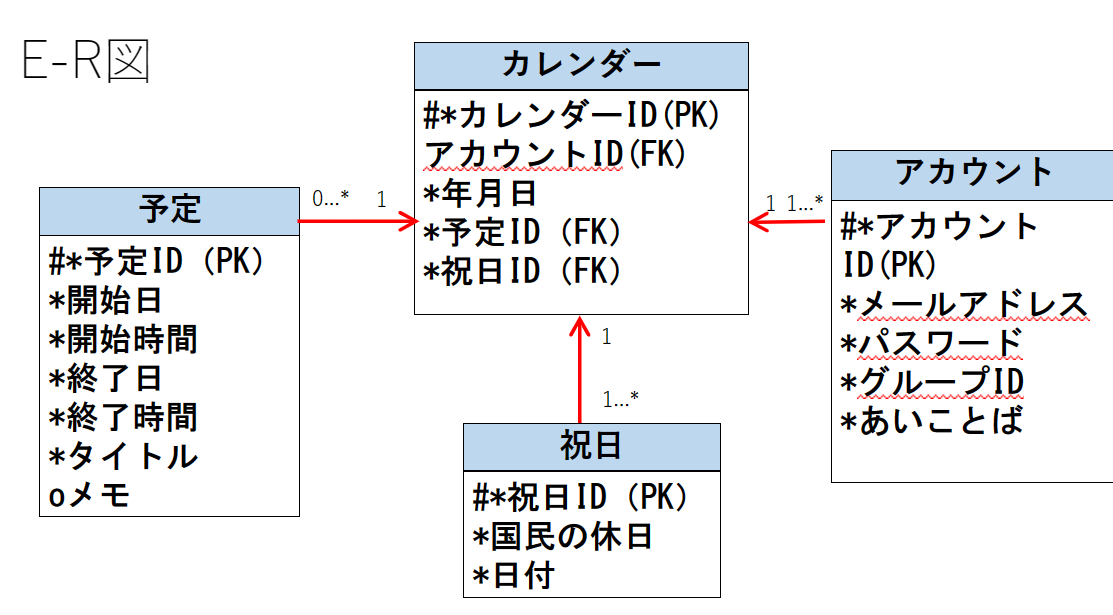 E-R図
カレンダー
#*カレンダーID(PK)
アカウントID(FK)
*年月日
*予定ID (FK)
*祝日ID (FK)
予定
#*予定ID (PK)
*開始日
*開始時間
*終了日
*終了時間
*タイトル
oメモ
0...* 1
アカウント
#*アカウント
ID(PK)
*メールアドレス
*パスワード
*グループID
*あいことば
1 1...*
1
1...*
祝日
#*祝日ID (PK)
*国民の休日
*日付